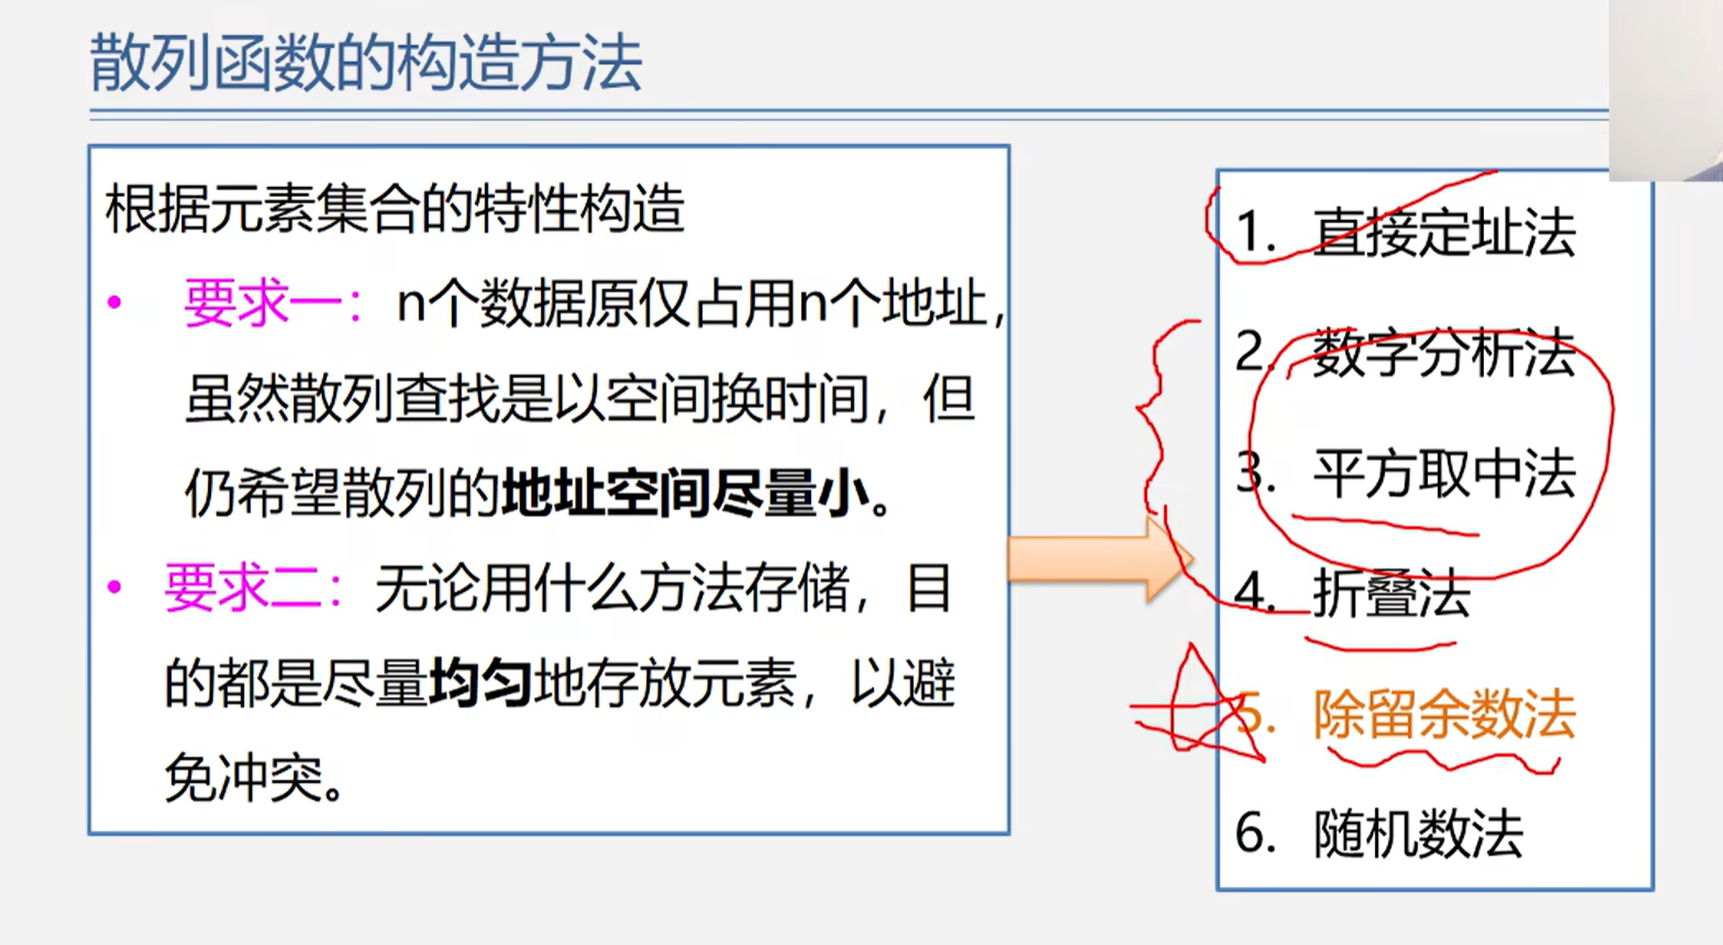 散列函数的构造方法
根据元素集合的特性构造
• 要求一：n个数据原仅占用n个地址，
虽然散列查找是以空间换时间，但
仍希望散列的地址空间尽量小。
• 要求二：无论用什么方法存储，目
的都是尽量均匀地存放元素，以避
免冲突。
1. 直接定址法
2. 数字分析法
3. 平方取中法
4. 折叠法
5. 除留余数法
6. 随机数法